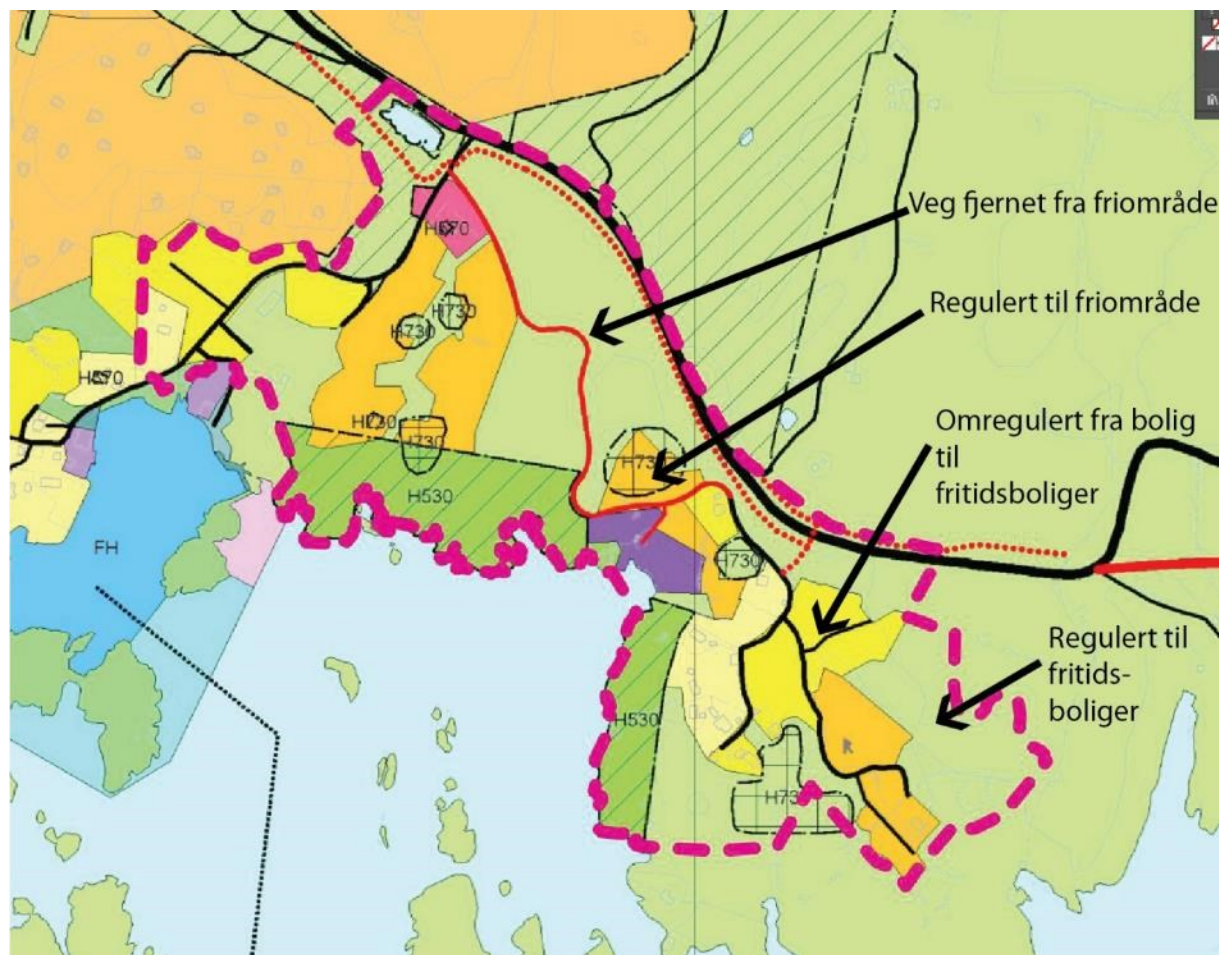 Veg fjernet fra friområde
H570
Regulert til friområde
H730
H730
H570
Omregulert fra bolig
til
fritidsboliger
H730
H730
H530
FH
H730
Regulert til
fritids-
boliger
H530
R